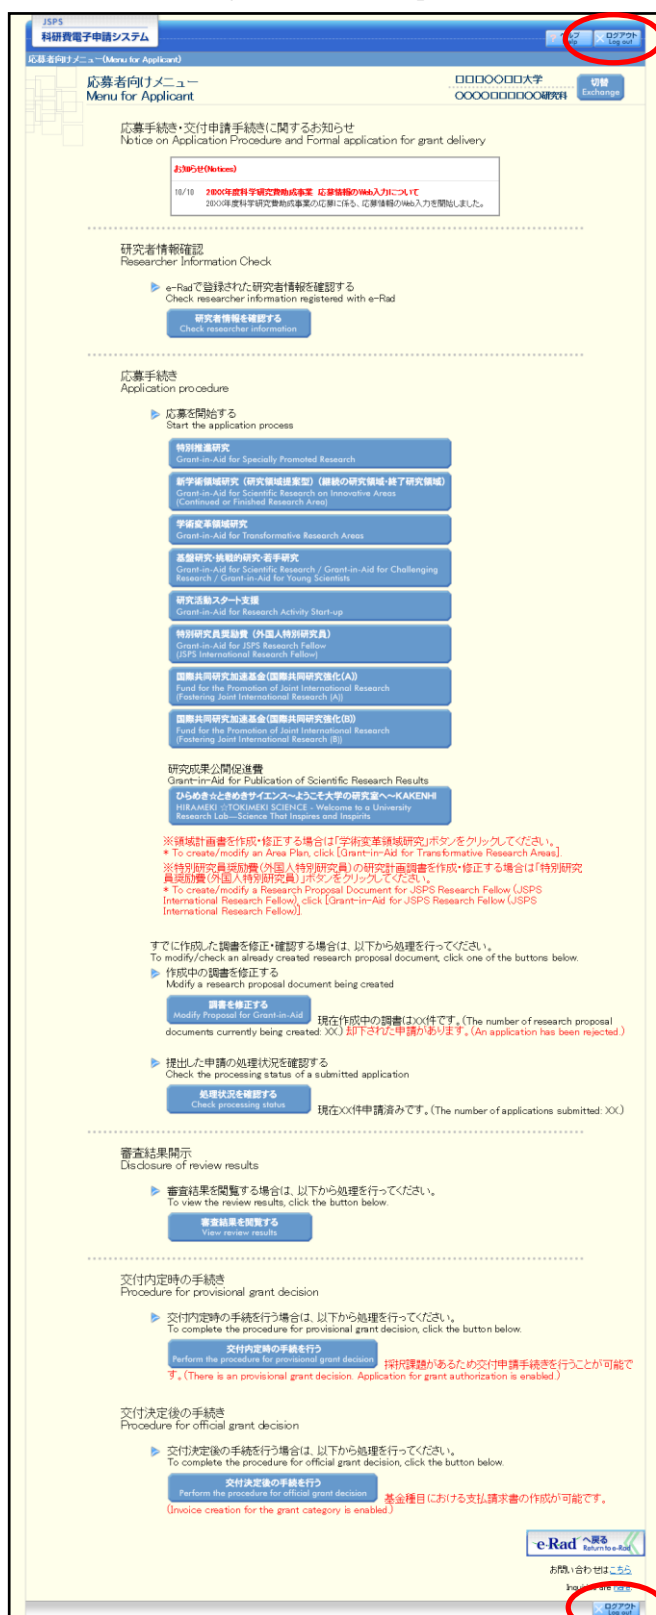 JSPS
科研費電子申請システム
ログアウト
Log out
応募者向けメニュー(Menu for Applicant)
応募者向けメニュー
Menu for Applicant
□□□○○□□大学
○○○○□□□□○○研究科
切替
Exchange
応募手続き・交付申請手続きに関するお知らせ
Notice on Application Procedure and Formal application for grant delivery
お知らせ(Notices)
10/10 20XX年度科学研究費助成事業 応募情報のWeb入力について
20XX年度科学研究費助成事業の応募に係る、応募情報のWeb入力を開始しました。
研究者情報確認
Researcher Information Check
e-Radで登録された研究者情報を確認する
Check researcher information registered with e-Rad
研究者情報を確認する
Check researcher information
応募手続き
Application procedure
応募を開始する
Start the application process
特別推進研究
Grant-in-Aid for Specially Promoted Research
新学術領域研究（研究領域提案型）（継続の研究領域・終了研究領域）
Grant-in-Aid for Scientific Research on Innovative Areas
(Continued or Finished Research Area)
学術変革領域研究
Grant-in-Aid for Transformative Research Areas
基盤研究・挑戦的研究・若手研究
Grant-in-Aid for Scientific Research / Grant-in-Aid for Challenging
Research / Grant-in-Aid for Young Scientists
研究活動スタート支援
Grant-in-Aid for Research Activity Start-up
特別研究員奨励費（外国人特別研究員）
Grant-in-Aid for JSPS Research Fellow
(JSPS International Research Fellow)
国際共同研究加速基金(国際共同研究強化(A))
Fund for the Promotion of Joint International Research
(Fostering Joint International Research (A))
国際共同研究加速基金(国際共同研究強化(B))
Fund for the Promotion of Joint International Research
(Fostering Joint International Research (B))
研究成果公開促進費
Grant-in-Aid for Publication of Scientific Research Results
ひらめき☆ときめきサイエンス～ようこそ大学の研究室へ～KAKENHI
HIRAMEKI ☆TOKIMEKI SCIENCE - Welcome to a University
Research Lab—Science That Inspires and Inspirits
※領域計画書を作成・修正する場合は「学術変革領域研究」ボタンをクリックしてください。
* To create/modify an Area Plan, click [Grant-in-Aid for Transformative Research Areas].
※特別研究員奨励費(外国人特別研究員)の研究計画調書を作成・修正する場合は「特別研究
員奨励費(外国人特別研究員)」ボタンをクリックしてください。
* To create/modify a Research Proposal Document for JSPS Research Fellow (JSPS
International Research Fellow), click [Grant-in-Aid for JSPS Research Fellow (JSPS
International Research Fellow)].
すでに作成した調書を修正・確認する場合は、以下から処理を行ってください。
To modify/check an already created research proposal document, click one of the buttons below.
作成中の調書を修正する
Modify a research proposal document being created
調書を修正する
Modify Proposal for Grant-in-Aid
現在作成中の調書はXX件です。(The number of research proposal
documents currently being created: XX.) 却下された申請があります。(An application has been rejected.)
提出した申請の処理状況を確認する
Check the processing status of a submitted application
処理状況を確認する
Check processing status
現在XX件申請済みです。(The number of applications submitted: XX.)
審査結果開示
Disclosure of review results
審査結果を閲覧する場合は、以下から処理を行ってください。
To view the review results, click the button below.
審査結果を閲覧する
View review results
交付内定時の手続き
Procedure for provisional grant decision
交付内定時の手続を行う場合は、以下から処理を行ってください。
To complete the procedure for provisional grant decision, click the button below.
交付内定時の手続を行う
Perform the procedure for provisional grant decision
採択課題があるため交付申請手続きを行うことが可能で
す。(There is an provisional grant decision. Application for grant authorization is enabled.)
交付決定後の手続き
Procedure for official grant decision
交付決定後の手続を行う場合は、以下から処理を行ってください。
To complete the procedure for official grant decision, click the button below.
交付決定後の手続を行う
Perform the procedure for official grant decision
基金種目における支払請求書の作成が可能です。
(Invoice creation for the grant category is enabled.)
e-Rad へ戻る
Return to e-Rad
お問い合わせはこちら
are here.
ログアウト
Log out